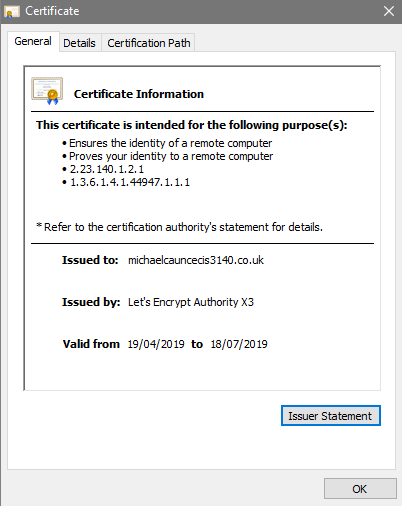 Certificate
General Details Certification Path
Certificate Information
This certificate is intended for the following purpose(s):
• Ensures the identity of a remote computer
• Proves your identity to a remote computer
• 2.23.140.1.2.1
• 1.3.6.1.4.1.44947.1.1.1
* Refer to the certification authority's statement for details.
Issued to: michaelcauncecis3140.co.uk
Issued by: Let's Encrypt Authority X3
Valid from 19/04/2019 to 18/07/2019
Issuer Statement
OK